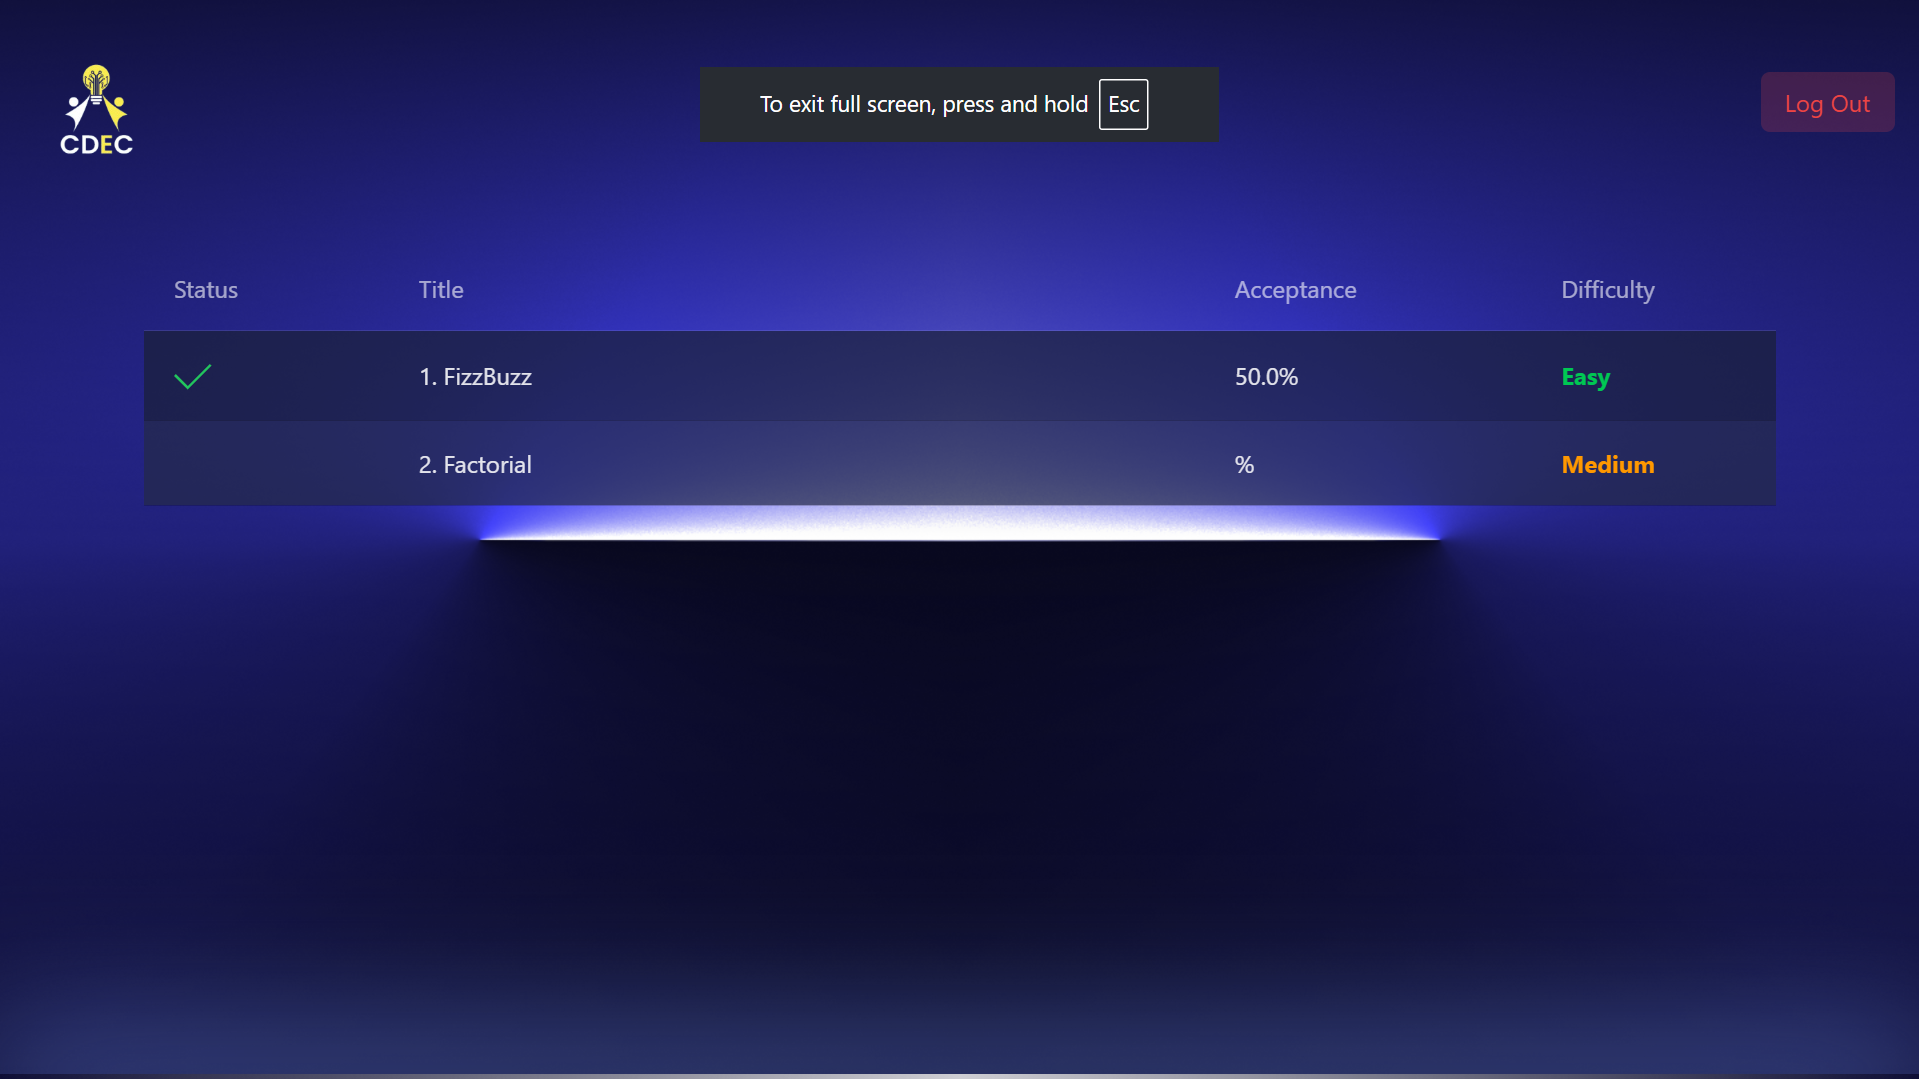 CDEC
To exit full screen, press and hold Esc
Log Out
Status Title Acceptance Difficulty
1. FizzBuzz 50.0% Easy
2. Factorial % Medium